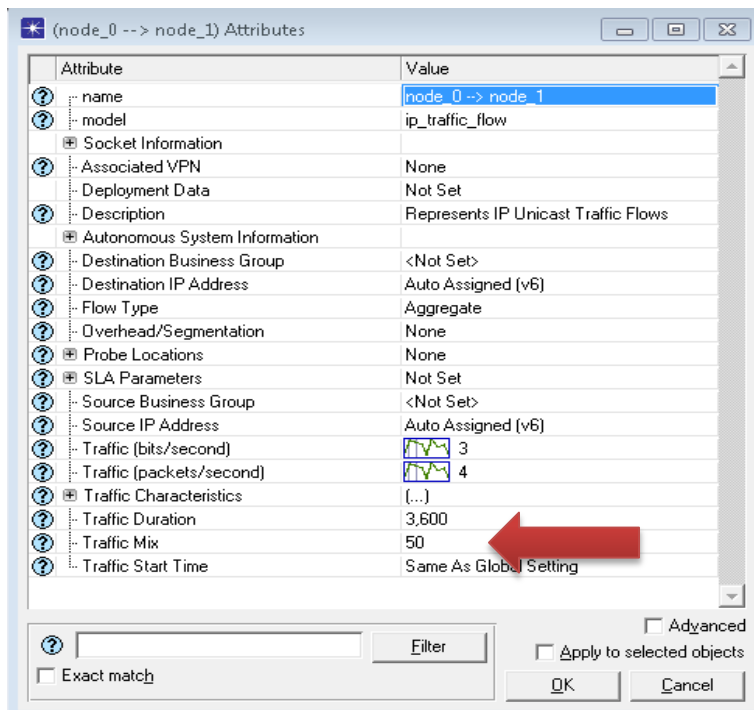 (node_0 --> node_1) Attributes
Attribute Value
name node_0 --> node_1
model ip_traffic_flow
Socket Information
Associated VPN None
Deployment Data Not Set
Description Represents IP Unicast Traffic Flows
Autonomous System Information
Destination Business Group <Not Set>
Destination IP Address Auto Assigned (v6)
Flow Type Aggregate
Overhead/Segmentation None
Probe Locations None
SLA Parameters Not Set
Source Business Group <Not Set>
Source IP Address Auto Assigned (v6)
Traffic (bits/second) 3
Traffic (packets/second) 4
Traffic Characteristics (...)
Traffic Duration 3,600
Traffic Mix 50
Traffic Start Time Same As Global Setting
Advanced
Filter
Apply to selected objects
Exact match
OK Cancel